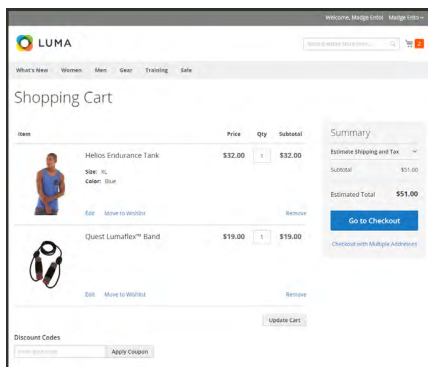 Welcome, Madge Ento! Madge Ento
LUMA
2
What's New Women Men Gear Training Sale
Shopping Cart
Item Price Qty Subtotal
Helios Endurance Tank $32.00 1 $32.00
Size: XL
Color: Blue
Edit Move to Wishlist Remove
Quest Lumaflex™ Band $19.00 1 $19.00
Edit Move to Wishlist Remove
Update Cart
Discount Codes
Apply Coupon
Summary
Estimate Shipping and Tax
Subtotal $51.00
Estimated Total $51.00
Go to Checkout
Checkout with Multiple Addresses